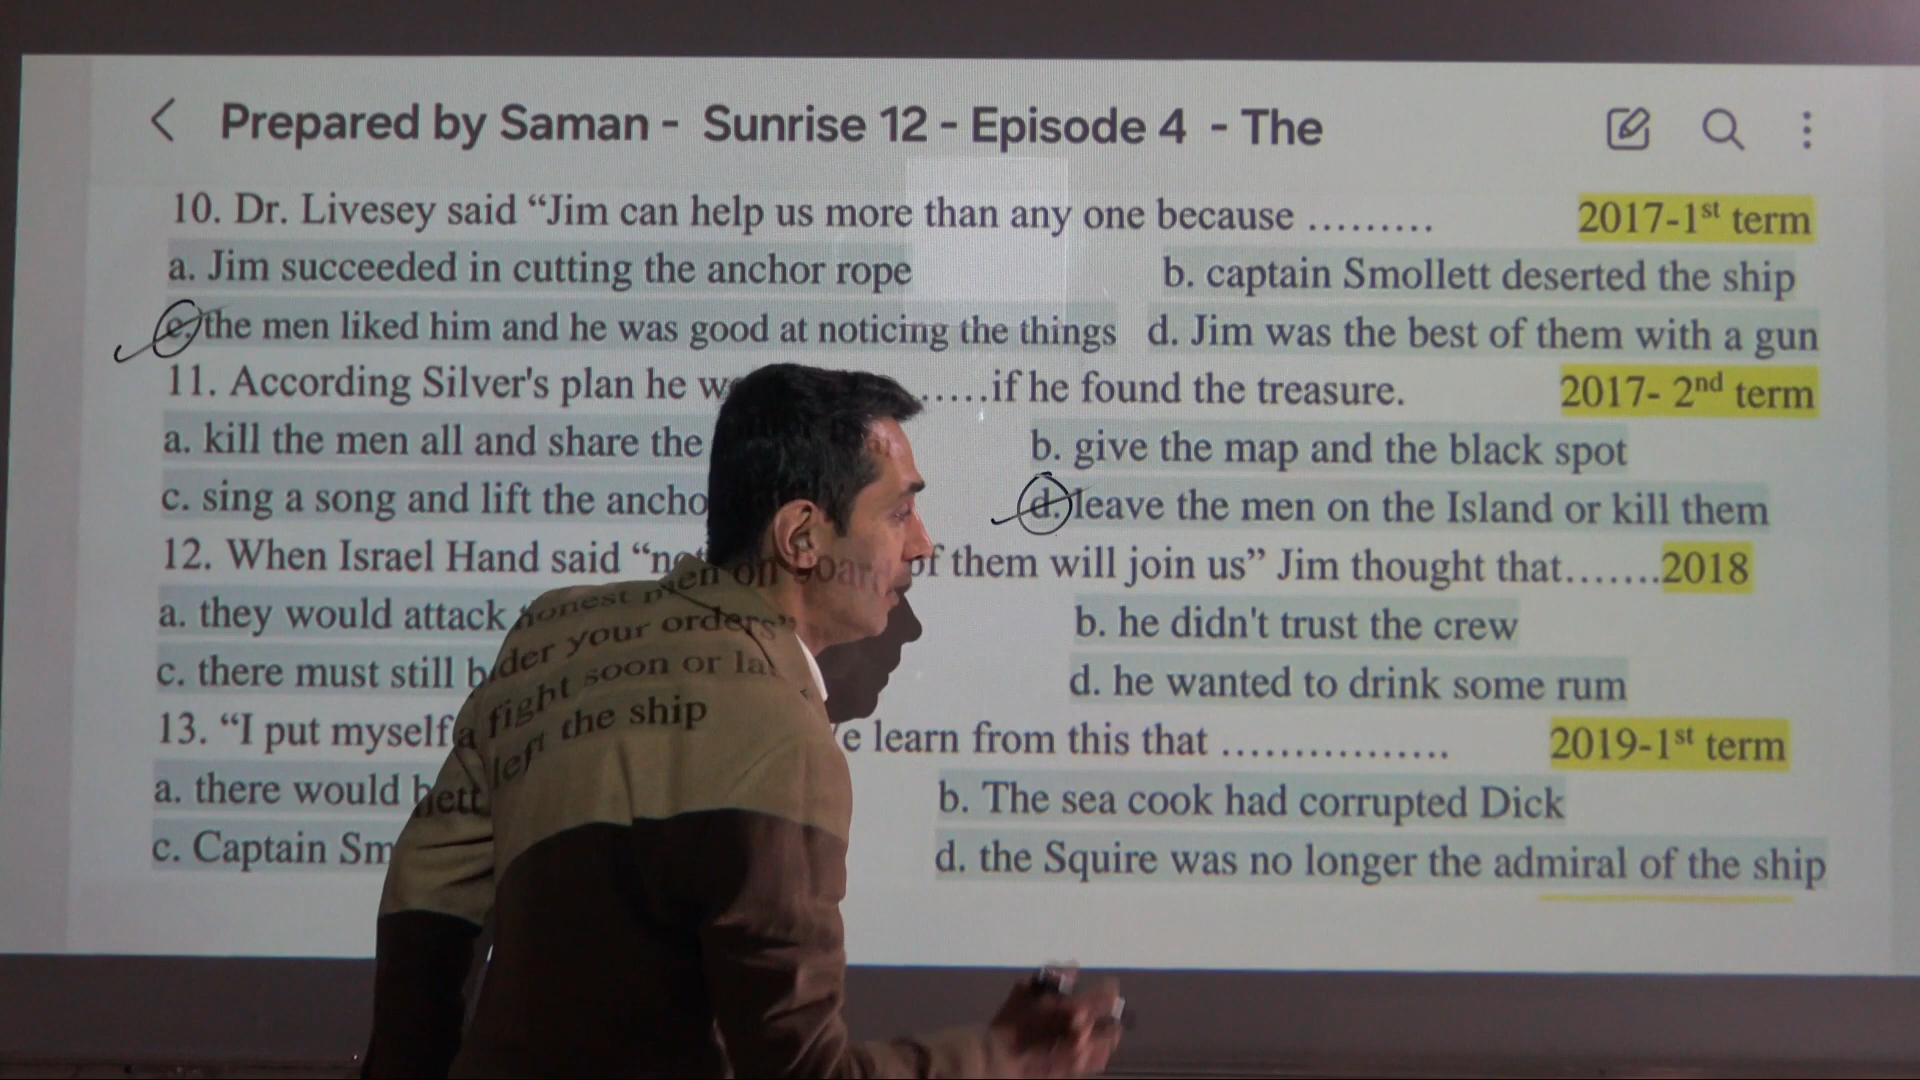 Prepared by Saman - Sunrise 12 - Episode 4 - The
10. Dr. Livesey said “Jim can help us more than any one because ......... 2017-1st term
a. Jim succeeded in cutting the anchor rope b. captain Smollett deserted the ship
c. the men liked him and he was good at noticing the things d. Jim was the best of them with a gun
11. According Silver's plan he ......if he found the treasure. 2017- 2nd term
a. kill the men all and share the b. give the map and the black spot
c. sing a song and lift the d. leave the men on the Island or kill them
12. When Israel Hand said “ men on of them will join us” Jim thought that.......2018
a. they would attack b. he didn't trust the crew
c. there must still honest d. he wanted to drink some rum
13. “I put myself der your orders” learn from this that ................ 2019-1st term
a. there would a fight soon or b. The sea cook had corrupted Dick
c. Captain left the ship d. the Squire was no longer the admiral of the ship